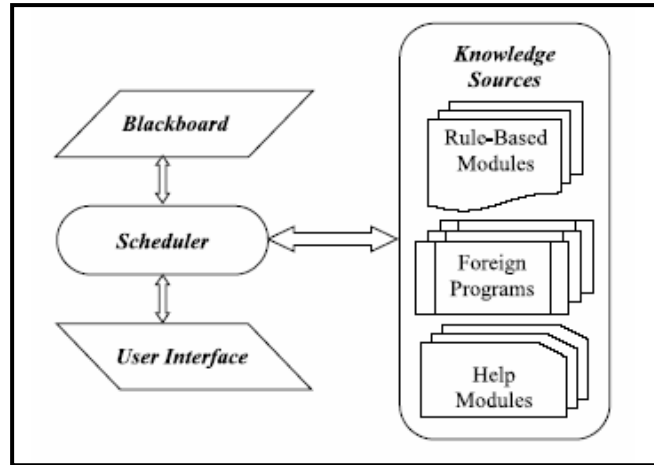 Knowledge
Sources
Blackboard
Rule-Based
Modules
Scheduler
Foreign
Programs
User Interface
Help
Modules